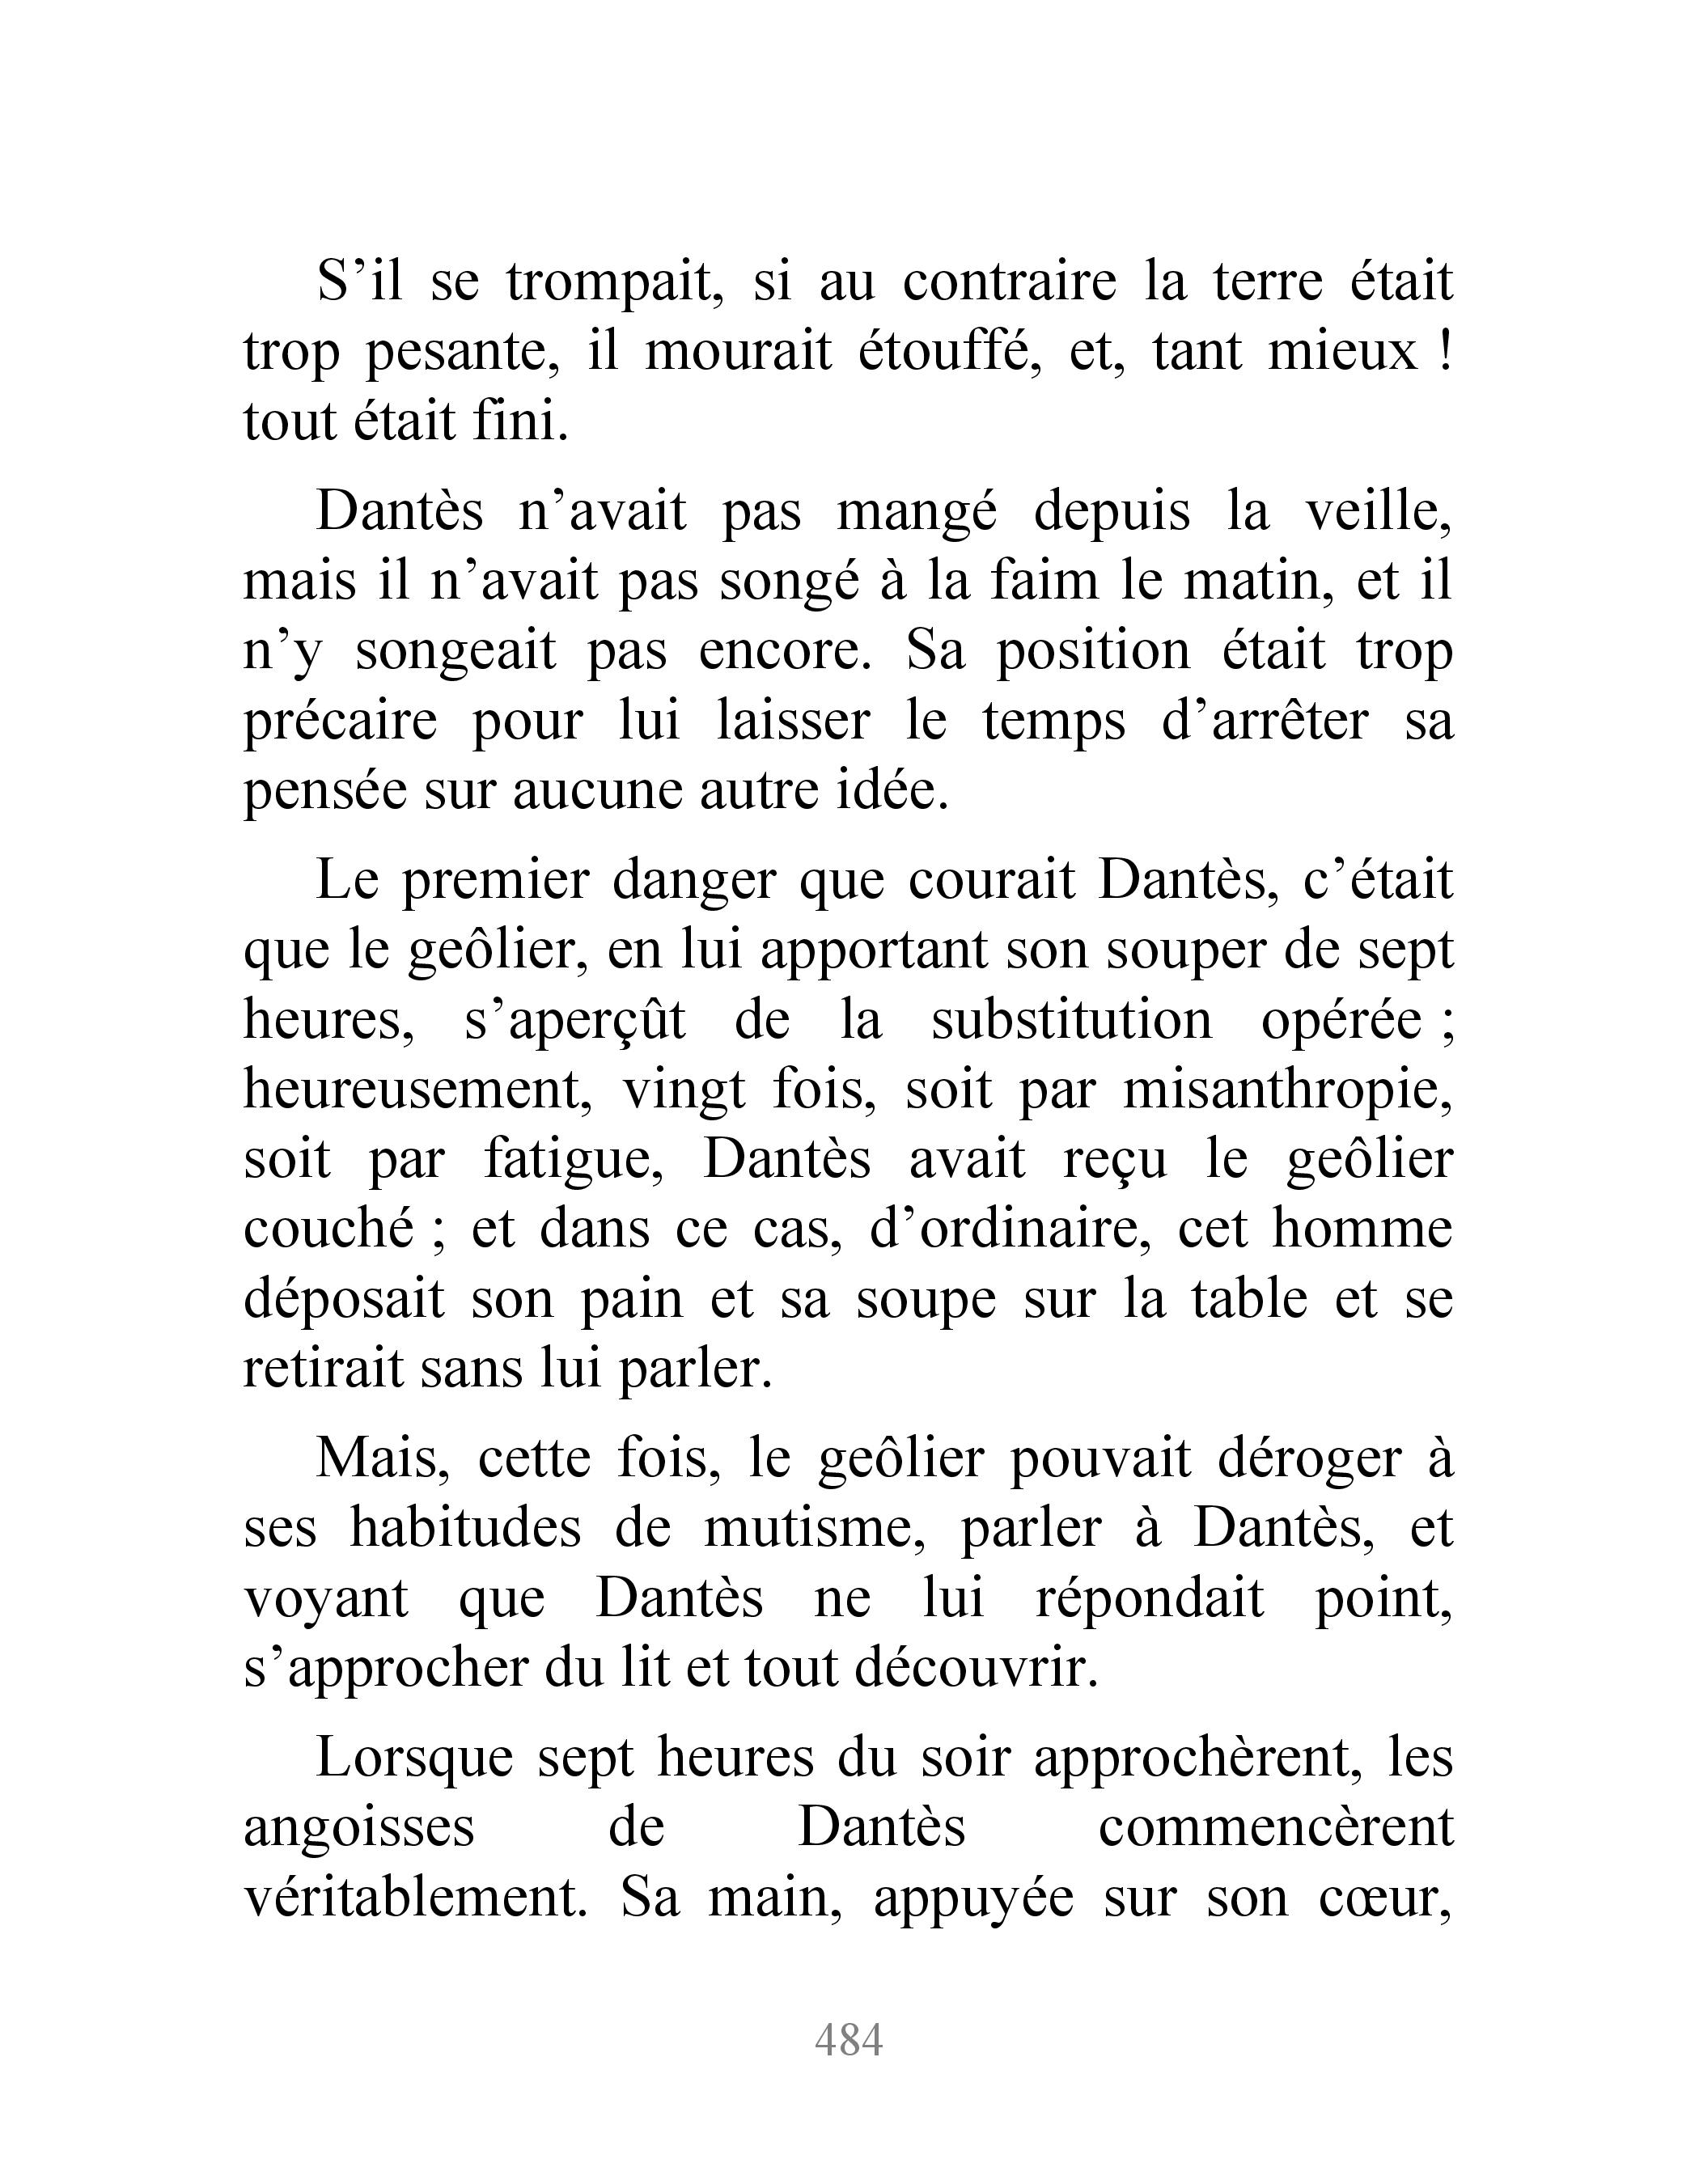 S’il se trompait, si au contraire la terre était
trop pesante, il mourait étouffé, et, tant mieux !
tout était fini.
Dantès n’avait pas mangé depuis la veille,
mais il n’avait pas songé à la faim le matin, et il
n’y songeait pas encore. Sa position était trop
précaire pour lui laisser le temps d’arrêter sa
pensée sur aucune autre idée.
Le premier danger que courait Dantès, c’était
que le geôlier, en lui apportant son souper de sept
heures, s’aperçût de la substitution opérée ;
heureusement, vingt fois, soit par misanthropie,
soit par fatigue, Dantès avait reçu le geôlier
couché ; et dans ce cas, d’ordinaire, cet homme
déposait son pain et sa soupe sur la table et se
retirait sans lui parler.
Mais, cette fois, le geôlier pouvait déroger à
ses habitudes de mutisme, parler à Dantès, et
voyant que Dantès ne lui répondait point,
s’approcher du lit et tout découvrir.
Lorsque sept heures du soir approchèrent, les
angoisses de Dantès commencèrent
véritablement. Sa main, appuyée sur son cœur,
484